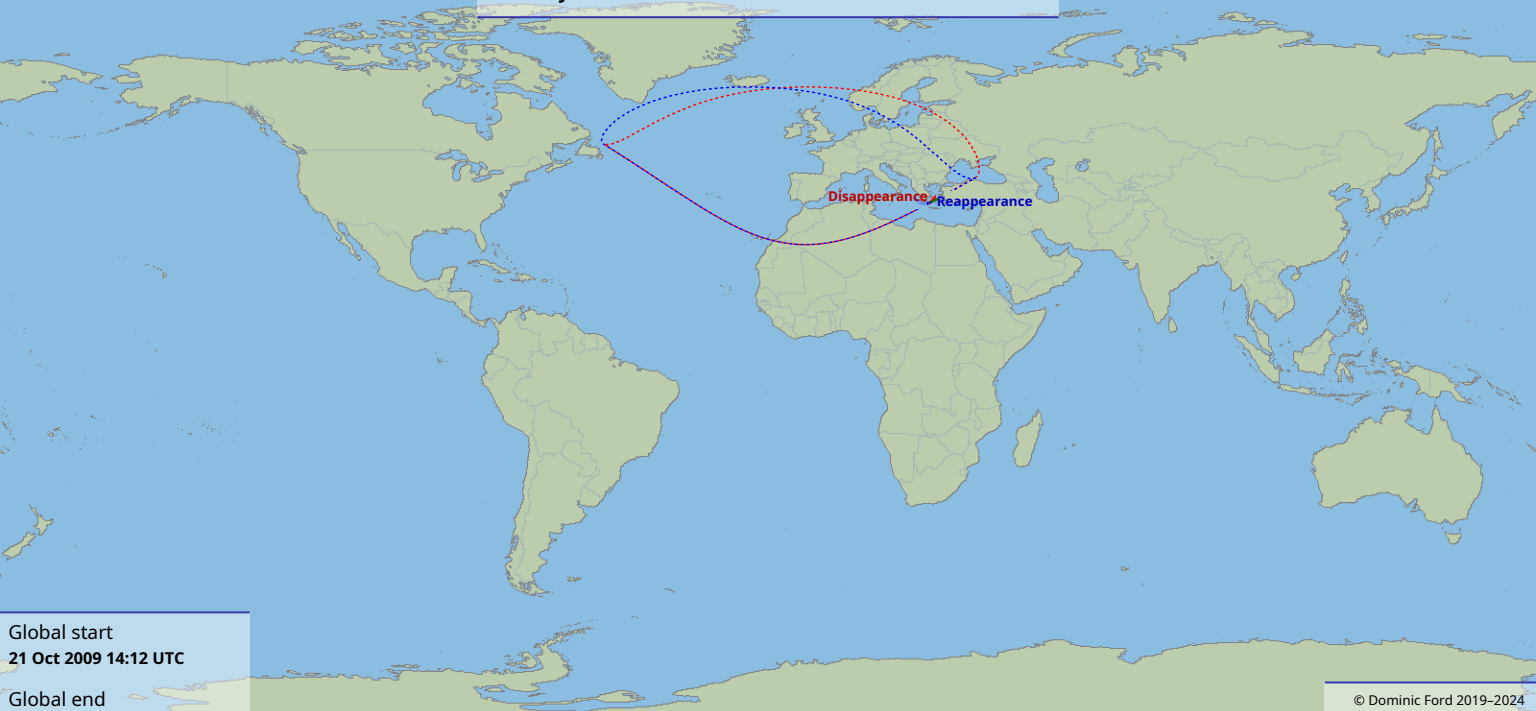 Disappearance
Reappearance
Global start
21 Oct 2009 14:12 UTC
Global end
© Dominic Ford 2019–2024